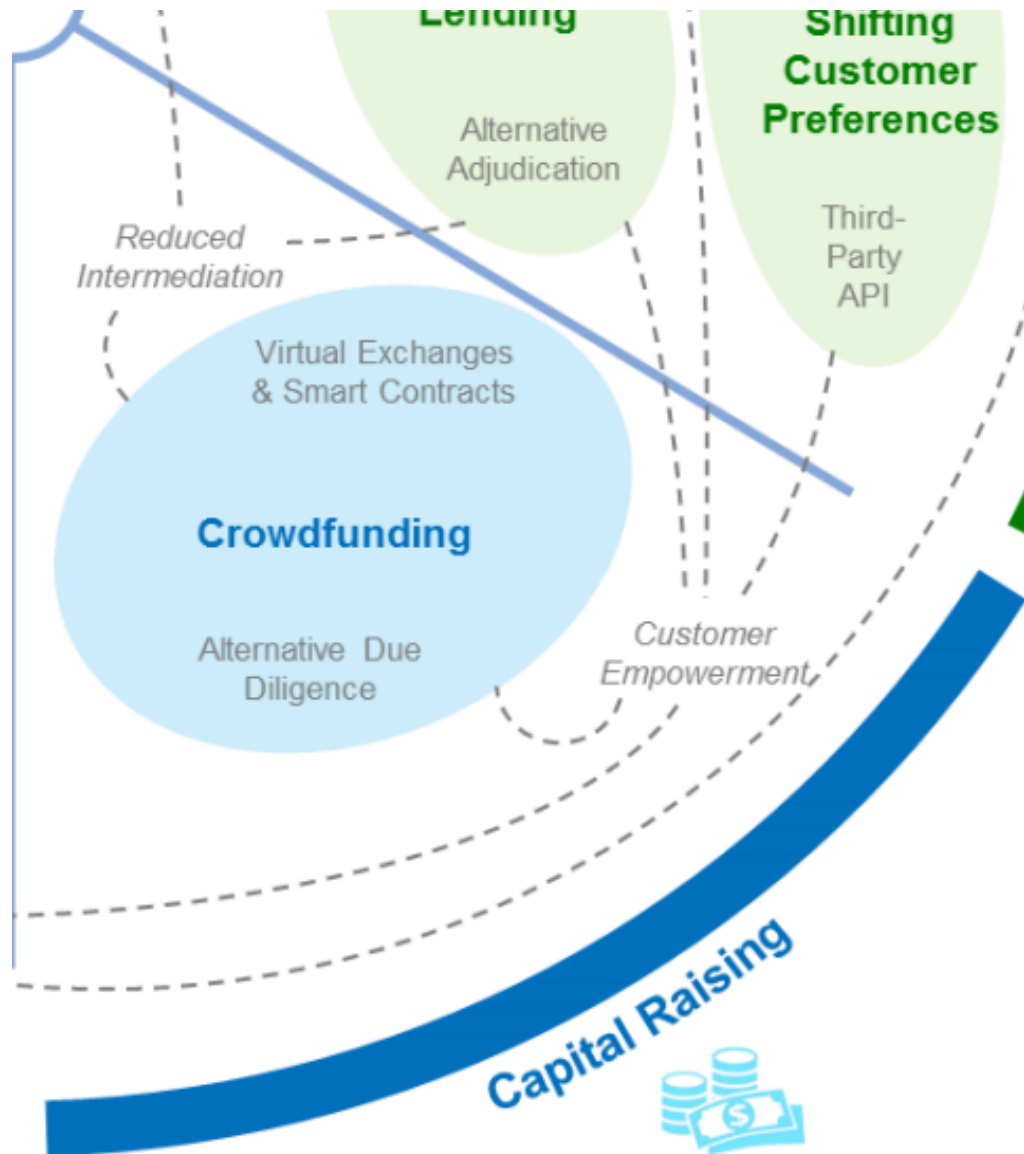 Lending
Shifting
Customer
Preferences
Alternative
Adjudication
Third-
Party
API
Reduced
Intermediation
Virtual Exchanges
& Smart Contracts
Crowdfunding
Alternative Due
Diligence
Customer
Empowerment
Capital Raising
$